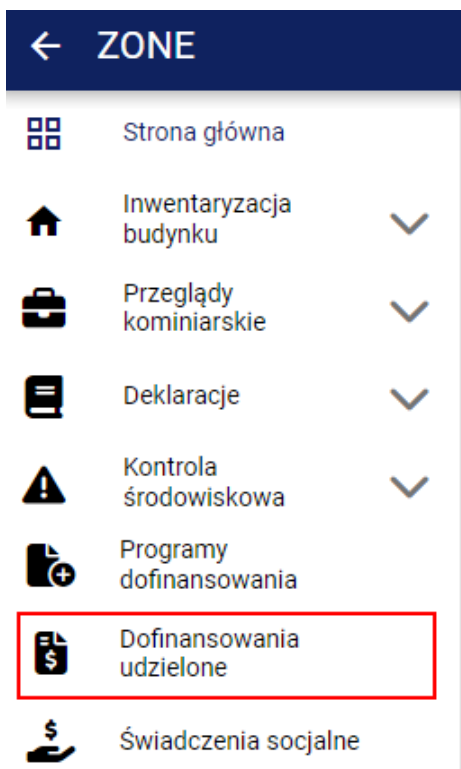 ZONE
Strona główna
Inwentaryzacja
budynku
Przeglądy
kominiarskie
Deklaracje
Kontrola
środowiskowa
Programy
dofinansowania
Dofinansowania
udzielone
Świadczenia socjalne